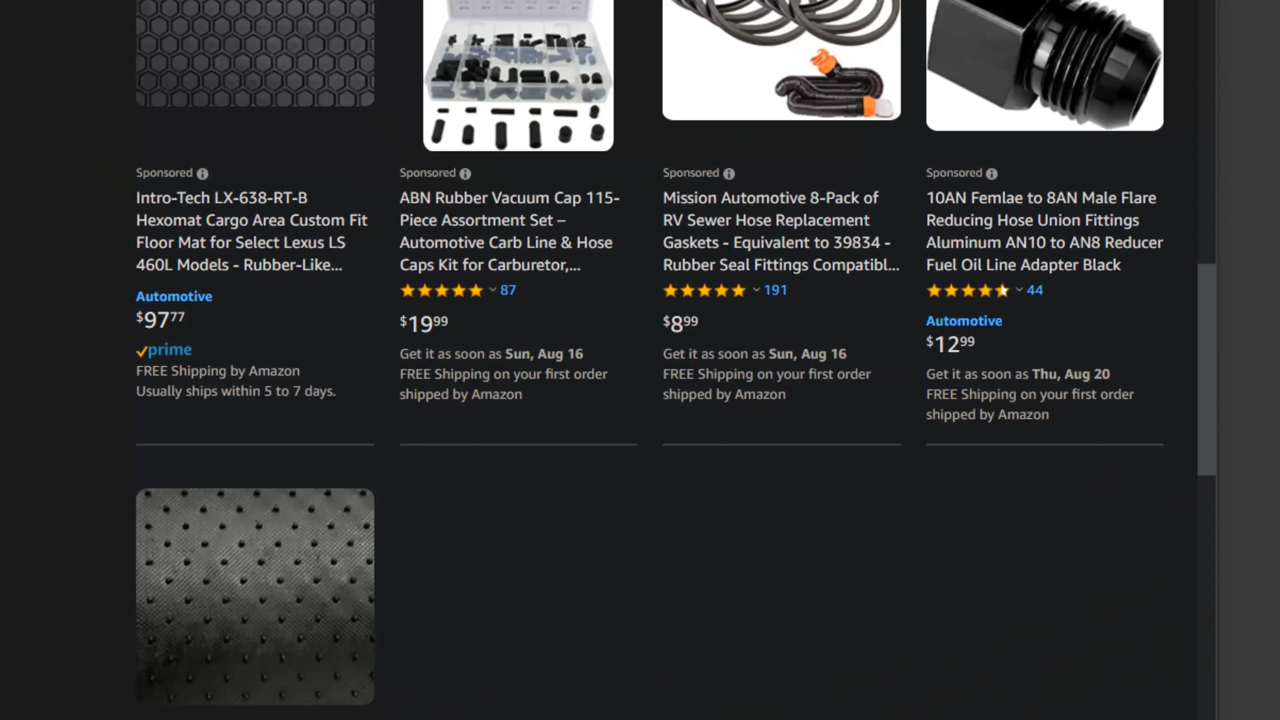 Sponsored
Intro-Tech LX-638-RT-B
Hexomat Cargo Area Custom Fit
Floor Mat for Select Lexus LS
460L Models - Rubber-Like...
Automotive
$97 77
prime
FREE Shipping by Amazon
Usually ships within 5 to 7 days.
Sponsored
ABN Rubber Vacuum Cap 115-
Piece Assortment Set –
Automotive Carb Line & Hose
Caps Kit for Carburetor,...
87
$19 99
Get it as soon as Sun, Aug 16
FREE Shipping on your first order
shipped by Amazon
Sponsored
Mission Automotive 8-Pack of
RV Sewer Hose Replacement
Gaskets - Equivalent to 39834 -
Rubber Seal Fittings Compatibl...
191
$8 99
Get it as soon as Sun, Aug 16
FREE Shipping on your first order
shipped by Amazon
Sponsored
10AN Femlae to 8AN Male Flare
Reducing Hose Union Fittings
Aluminum AN10 to AN8 Reducer
Fuel Oil Line Adapter Black
44
Automotive
$12 99
Get it as soon as Thu, Aug 20
FREE Shipping on your first order
shipped by Amazon